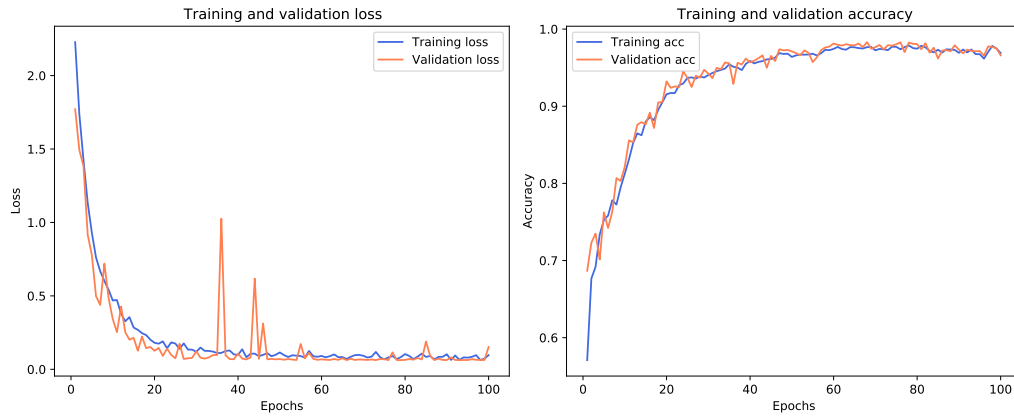 Training and validation loss
Training loss
Validation loss
2.0
1.5
1.0
0.5
0.0
Loss
0 20 40 60 80 100
Epochs
Training and validation accuracy
Training acc
Validation acc
1.0
0.9
0.8
0.7
0.6
Accuracy
0 20 40 60 80 100
Epochs